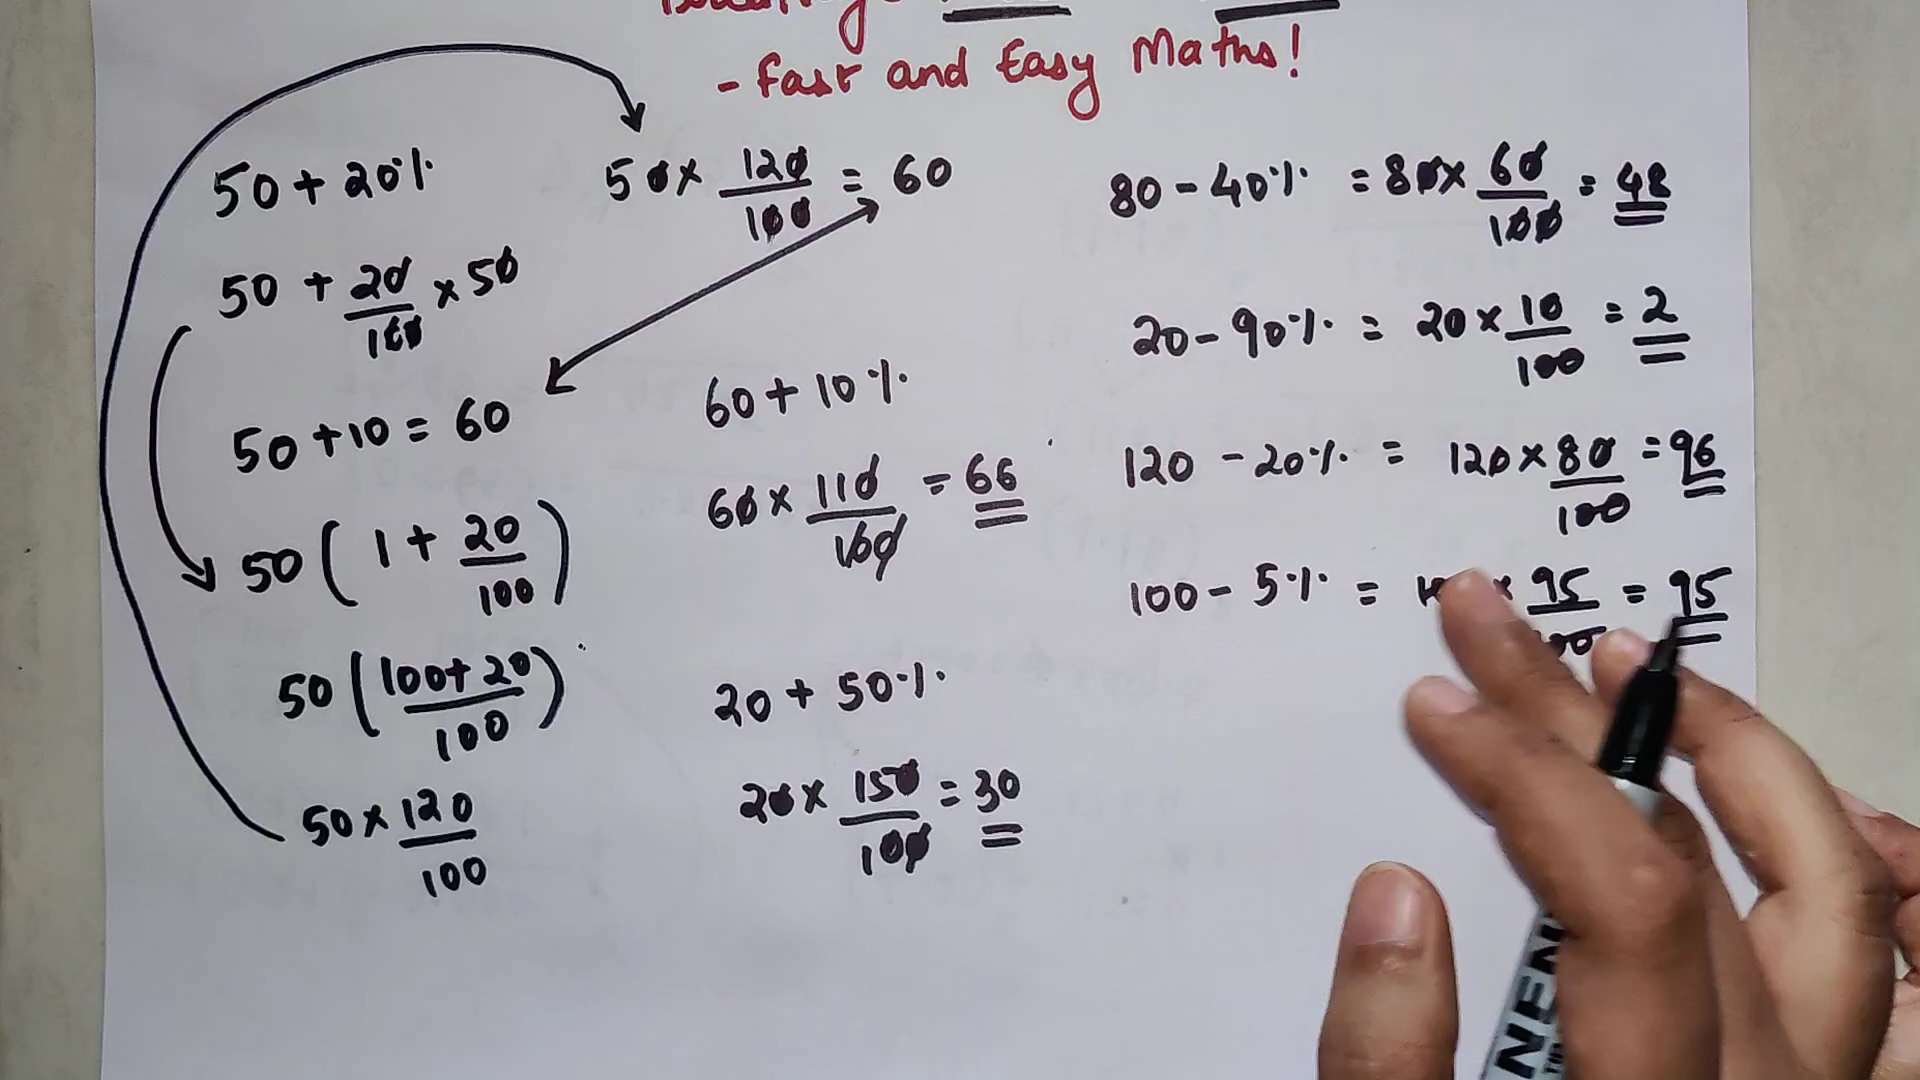 - Fast and Easy Maths!
50 + 20%
50 + 20/100 × 50
50 + 10 = 60
50 ( 1 + 20/100 )
50 ( 100 + 20/100 )
50 × 120/100
50 × 120/100 = 60
60 + 10%
60 × 110/100 = 66
20 + 50%
20 × 150/100 = 30
80 - 40% = 80 × 60/100 = 48
20 - 90% = 20 × 10/100 = 2
120 - 20% = 120 × 80/100 = 96
100 - 5% = × 95/100 = 95